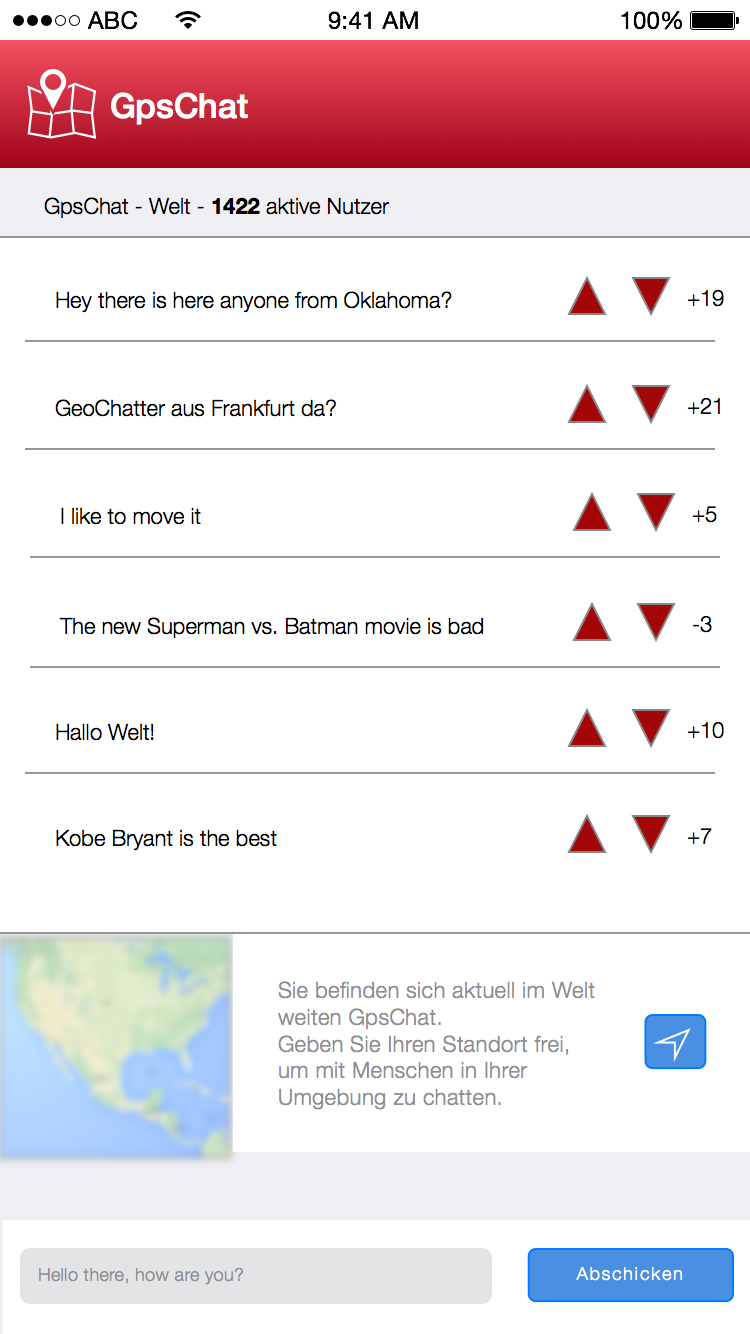 ABC 9:41 AM 100%
GpsChat
GpsChat - Welt - 1422 aktive Nutzer
Hey there is here anyone from Oklahoma? +19
GeoChatter aus Frankfurt da? +21
I like to move it +5
The new Superman vs. Batman movie is bad -3
Hallo Welt! +10
Kobe Bryant is the best +7
Sie befinden sich aktuell im Welt
weiten GpsChat.
Geben Sie Ihren Standort frei,
um mit Menschen in Ihrer
Umgebung zu chatten.
Hello there, how are you? Abschicken